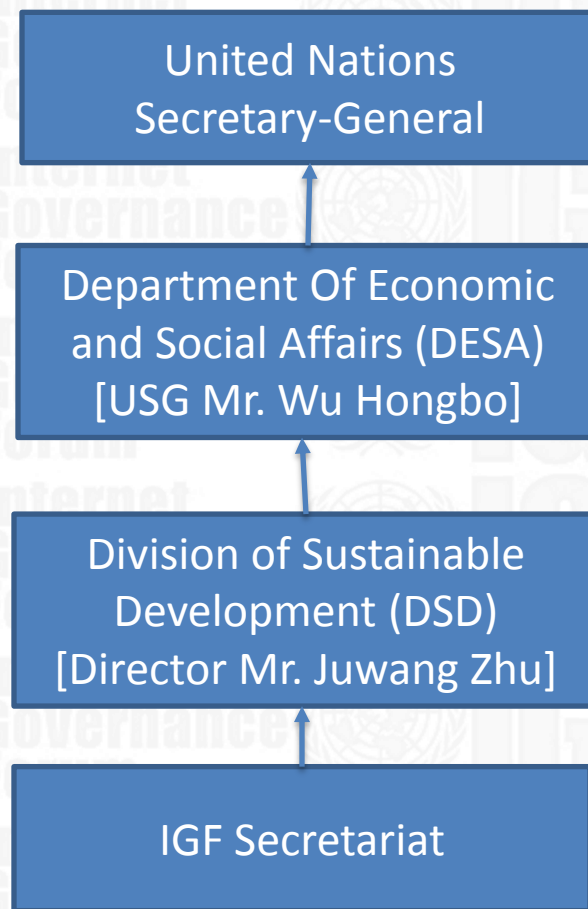 United Nations
Secretary-General
Department Of Economic
and Social Affairs (DESA)
[USG Mr. Wu Hongbo]
Division of Sustainable
Development (DSD)
[Director Mr. Juwang Zhu]
IGF Secretariat